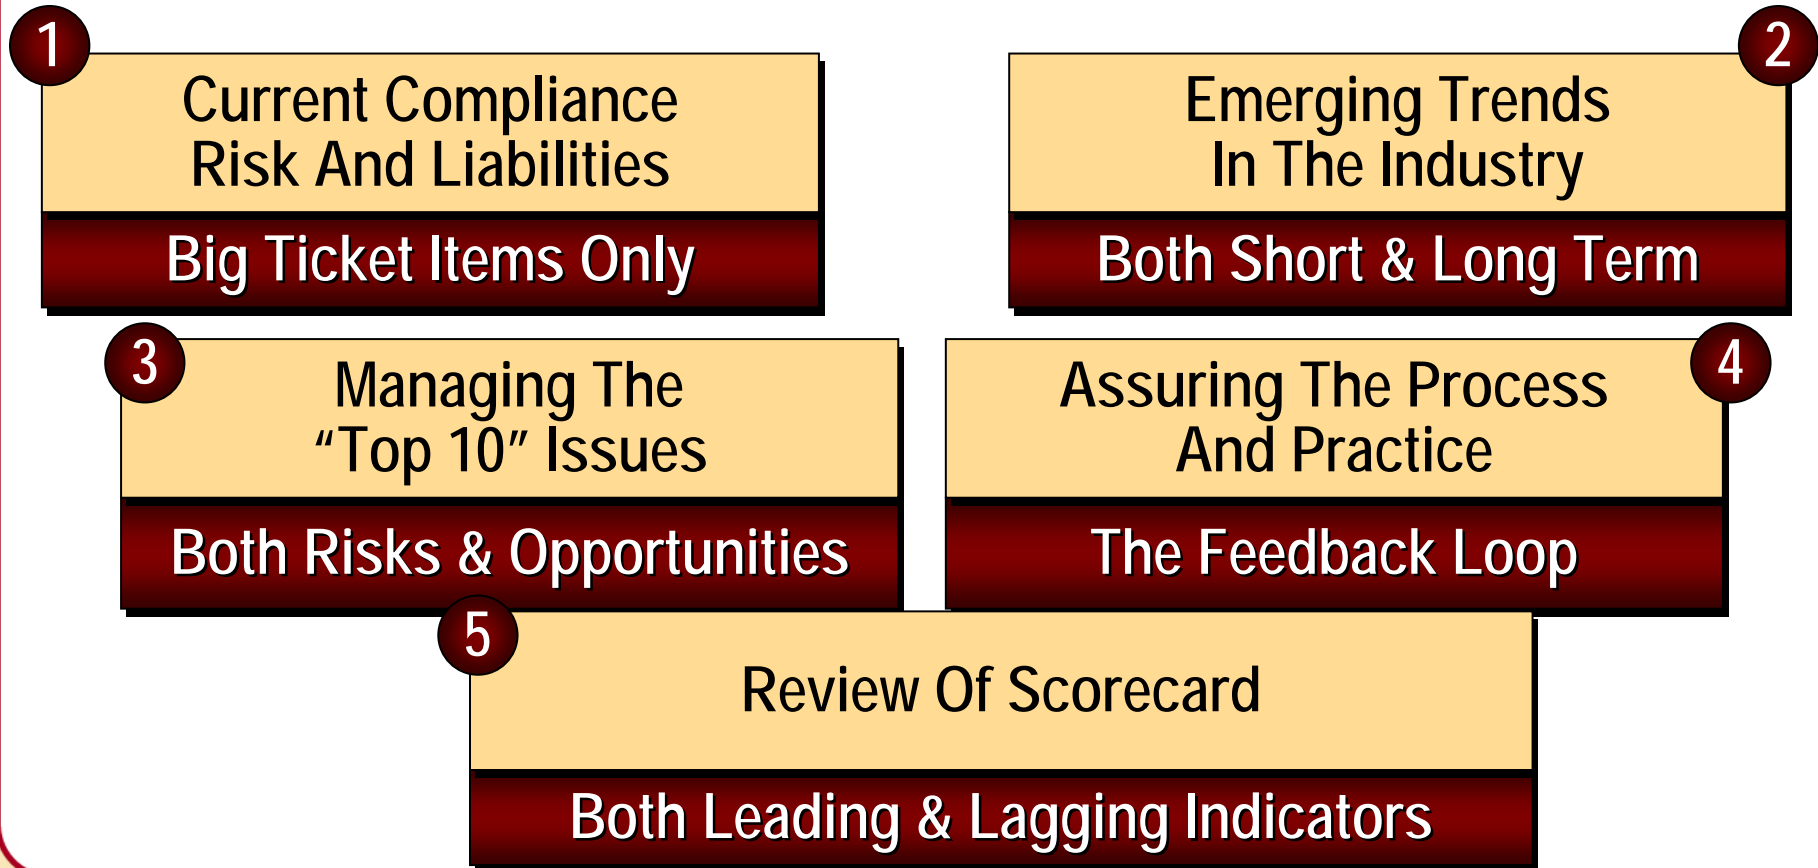 1
Current Compliance
Risk And Liabilities
Big Ticket Items Only
2
Emerging Trends
In The Industry
Both Short & Long Term
3
Managing The
“Top 10” Issues
Both Risks & Opportunities
4
Assuring The Process
And Practice
The Feedback Loop
5
Review Of Scorecard
Both Leading & Lagging Indicators